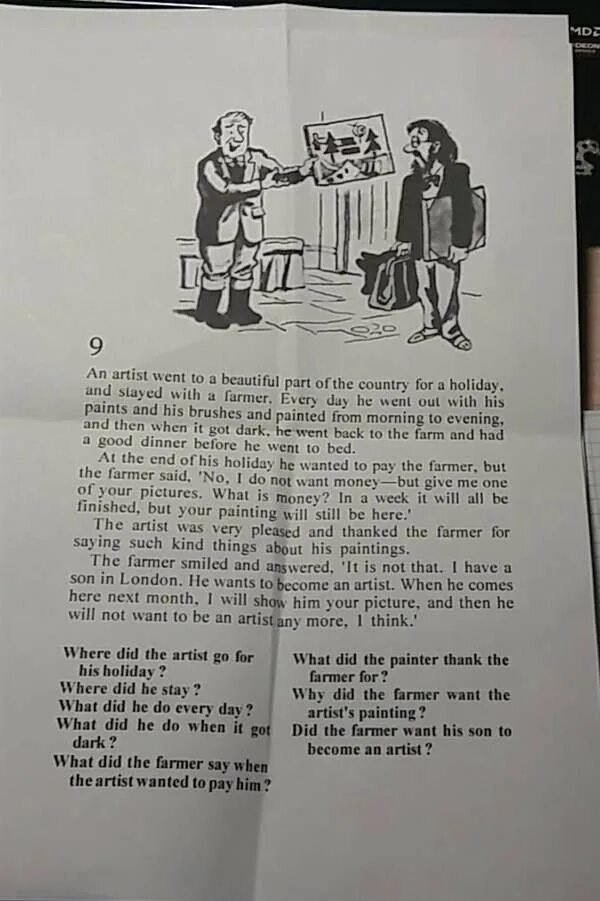 MD
9
An artist went to a beautiful part of the country for a holiday,
and stayed with a farmer. Every day he went out with his
paints and his brushes and painted from morning to evening,
and then when it got dark, he went back to the farm and had
a good dinner before he went to bed.
At the end of his holiday he wanted to pay the farmer, but
the farmer said, 'No, I do not want money—but give me one
of your pictures. What is money? In a week it will all be
finished, but your painting will still be here.'
The artist was very pleased and thanked the farmer for
saying such kind things about his paintings.
The farmer smiled and answered, 'It is not that. I have a
son in London. He wants to become an artist. When he comes
here next month, I will show him your picture, and then he
will not want to be an artist any more, I think.'
Where did the artist go for
his holiday?
Where did he stay?
What did he do every day?
What did he do when it got
dark?
What did the farmer say when
the artist wanted to pay him?
What did the painter thank the
farmer for?
Why did the farmer want the
artist's painting?
Did the farmer want his son to
become an artist?